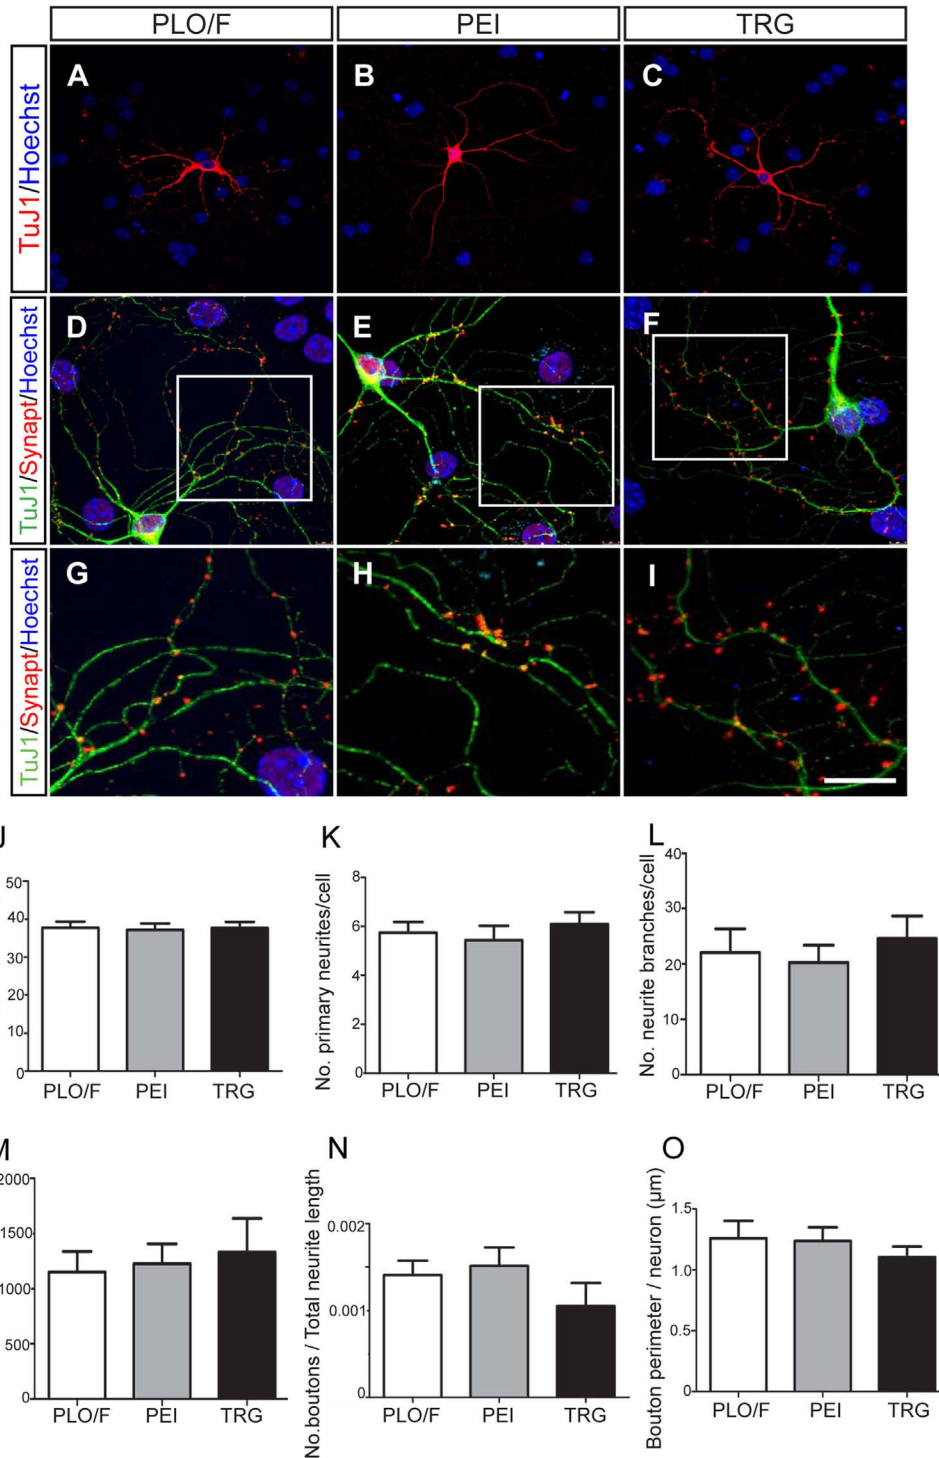 PLO/F PEI TRG
TuJ1/Hoechst
A B C
TuJ1/Synapt/Hoechst
D E F
TuJ1/Synapt/Hoechst
G H I
J K L
50
40
30
20
10
0
PLO/F PEI TRG
No. primary neurites/cell
8
6
4
2
0
PLO/F PEI TRG
No. neurite branches/cell
40
30
20
10
0
PLO/F PEI TRG
M N O
2000
1500
1000
500
0
PLO/F PEI TRG
No.boutons / Total neurite length
0.002
0.001
0
PLO/F PEI TRG
Bouton perimeter / neuron (µm)
1.5
1.0
0.5
0
PLO/F PEI TRG